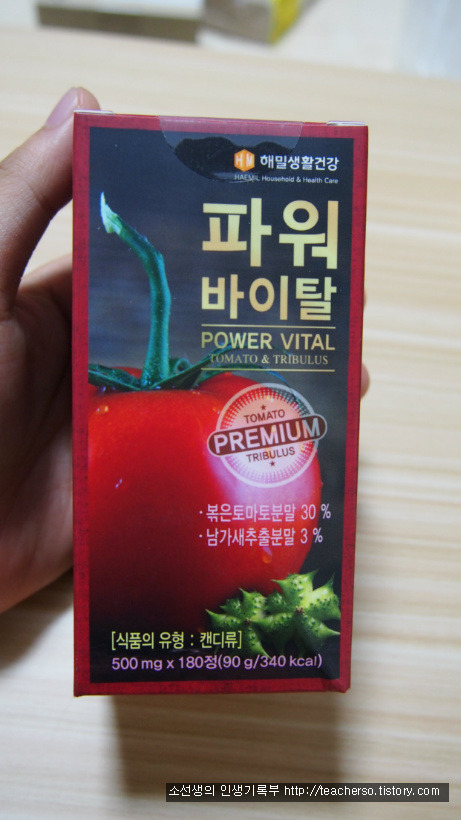 HM 해밀생활건강
HAEMIL Household & Health Care
파워
바이탈
POWER VITAL
TOMATO & TRIBULUS
TOMATO
PREMIUM
TRIBULUS
· 볶은토마토분말 30 %
· 남가새추출분말 3 %
[식품의 유형 : 캔디류]
500 mg x 180정(90 g/340 kcal)
소선생의 인생기록부 http://teacherso.tistory.com